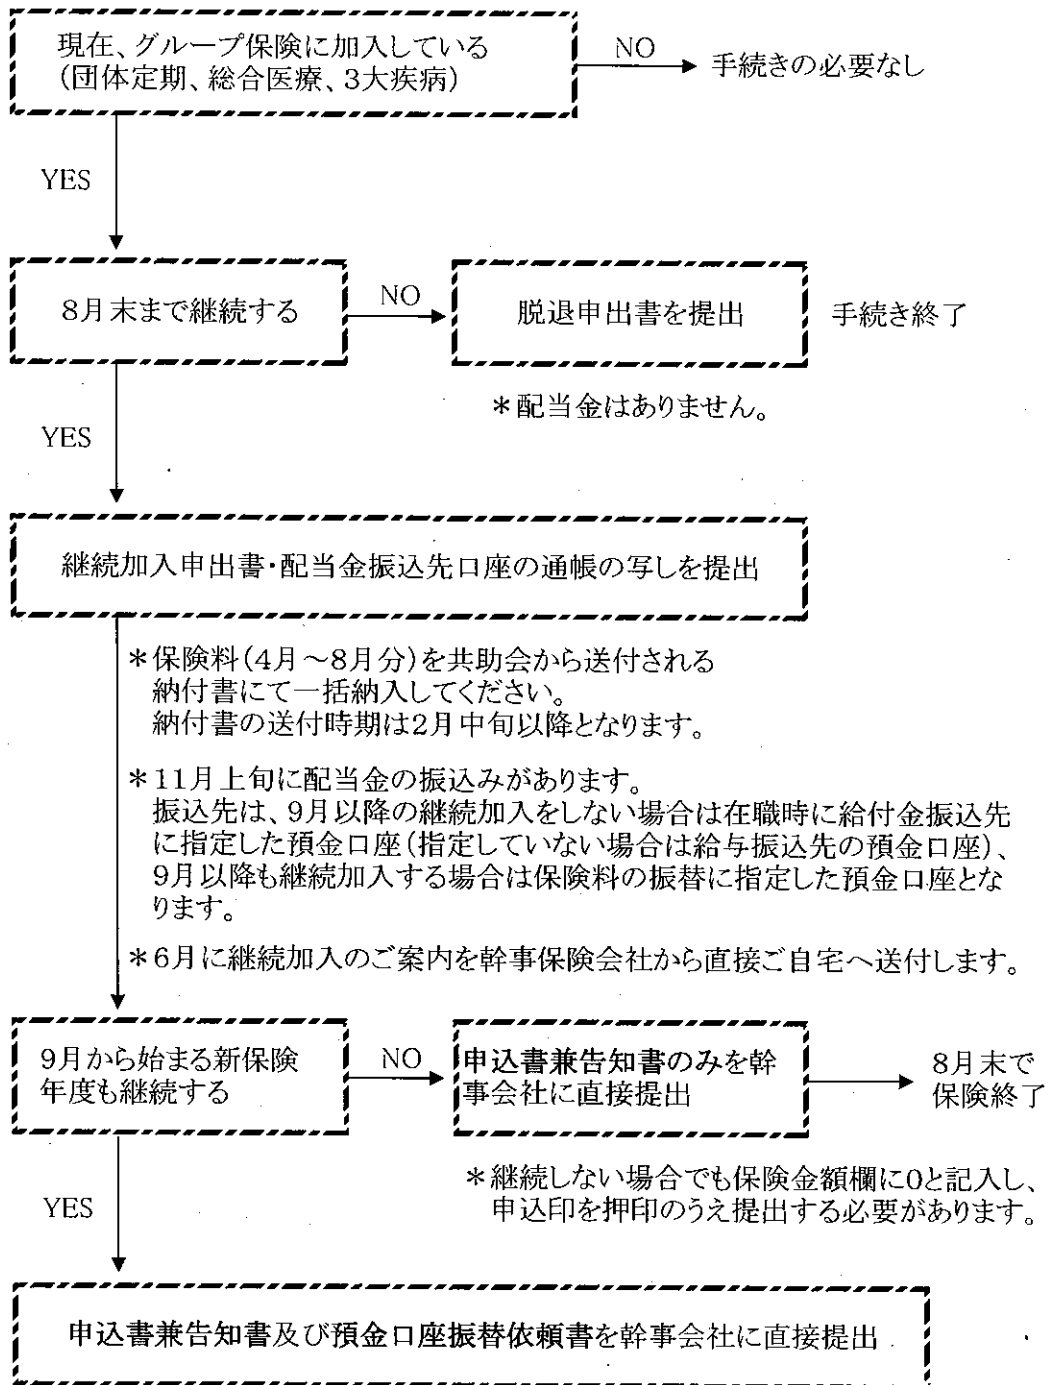 現在、グループ保険に加入している
(団体定期、総合医療、3大疾病)
NO
手続きの必要なし
YES
8月末まで継続する
NO
脱退申出書を提出
手続き終了
＊配当金はありません。
YES
継続加入申出書・配当金振込先口座の通帳の写しを提出
＊保険料(4月～8月分)を共助会から送付される
納付書にて一括納入してください。
納付書の送付時期は2月中旬以降となります。
＊11月上旬に配当金の振込みがあります。
振込先は、9月以降の継続加入をしない場合は在職時に給付金振込先
に指定した預金口座(指定していない場合は給与振込先の預金口座)、
9月以降も継続加入する場合は保険料の振替に指定した預金口座とな
ります。
＊6月に継続加入のご案内を幹事保険会社から直接ご自宅へ送付します。
9月から始まる新保険
年度も継続する
NO
申込書兼告知書のみを幹
事会社に直接提出
8月末で
保険終了
＊継続しない場合でも保険金額欄に0と記入し、
申込印を押印のうえ提出する必要があります。
YES
申込書兼告知書及び預金口座振替依頼書を幹事会社に直接提出